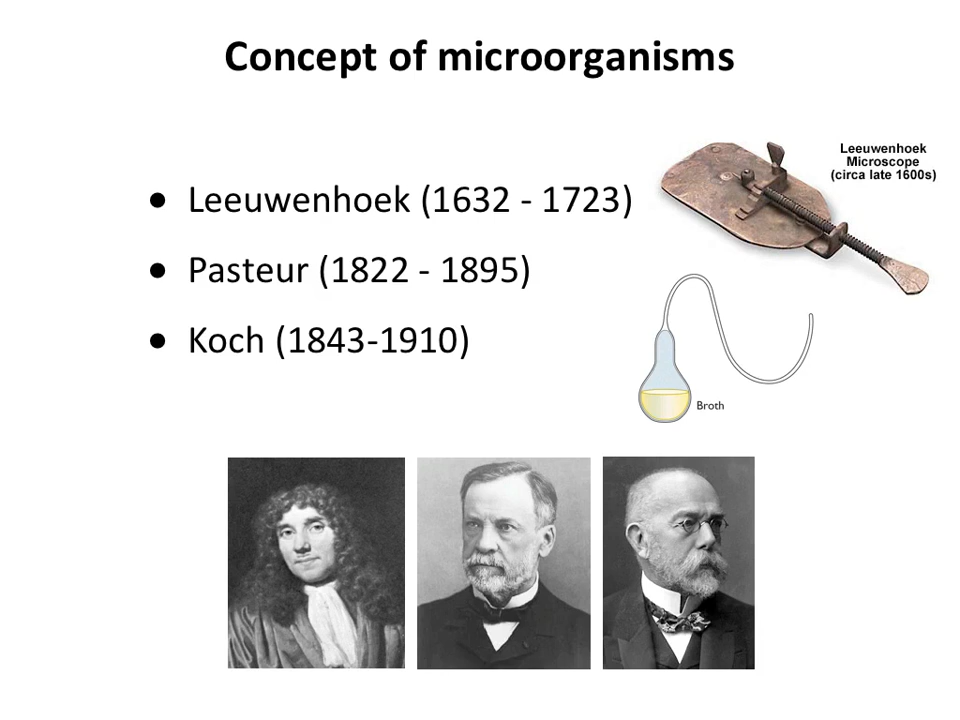 Concept of microorganisms
• Leeuwenhoek (1632 - 1723)
• Pasteur (1822 - 1895)
• Koch (1843-1910)
Leeuwenhoek
Microscope
(circa late 1600s)
Broth